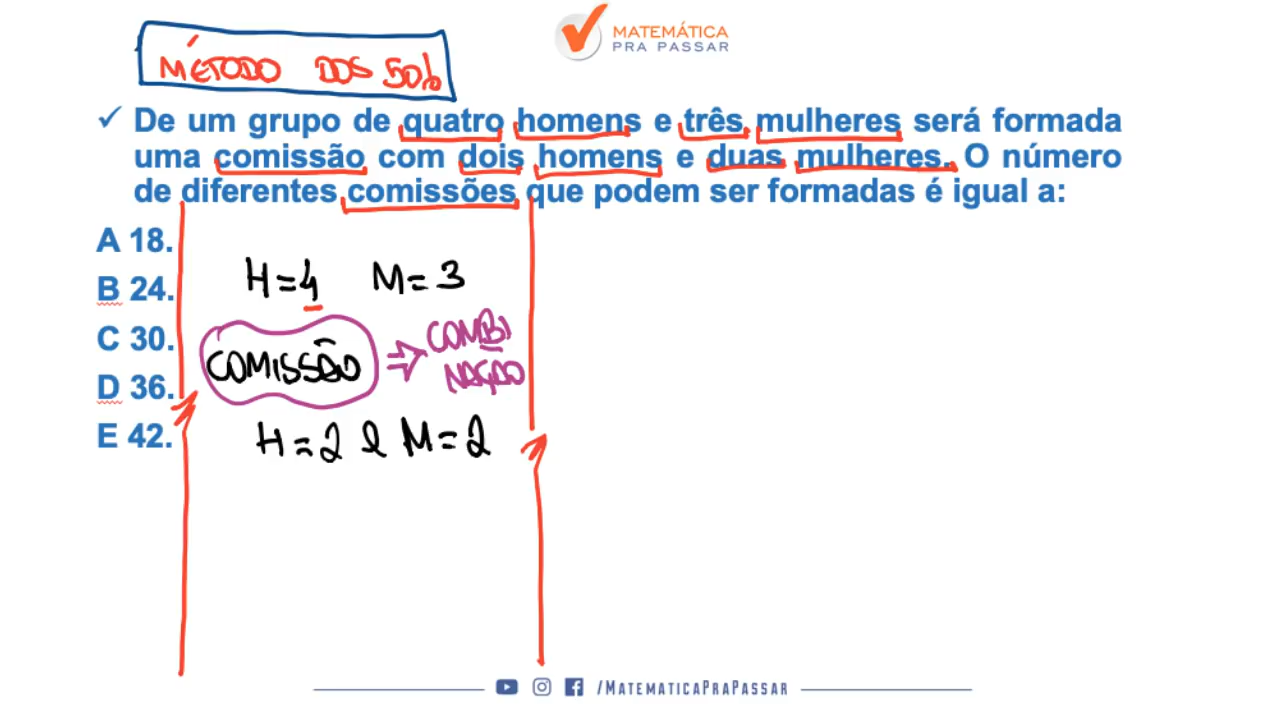 MATEMÁTICA
PRA PASSAR
MÉTODO DOS 50%
✓ De um grupo de quatro homens e três mulheres será formada
uma comissão com dois homens e duas mulheres. O número
de diferentes comissões que podem ser formadas é igual a:
A 18.
B 24.
C 30.
D 36.
E 42.
H=4 M=3
COMISSÃO ⇒ COMBI
NAÇÃO
H=2 e M=2
/MATEMATICAPRAPASSAR